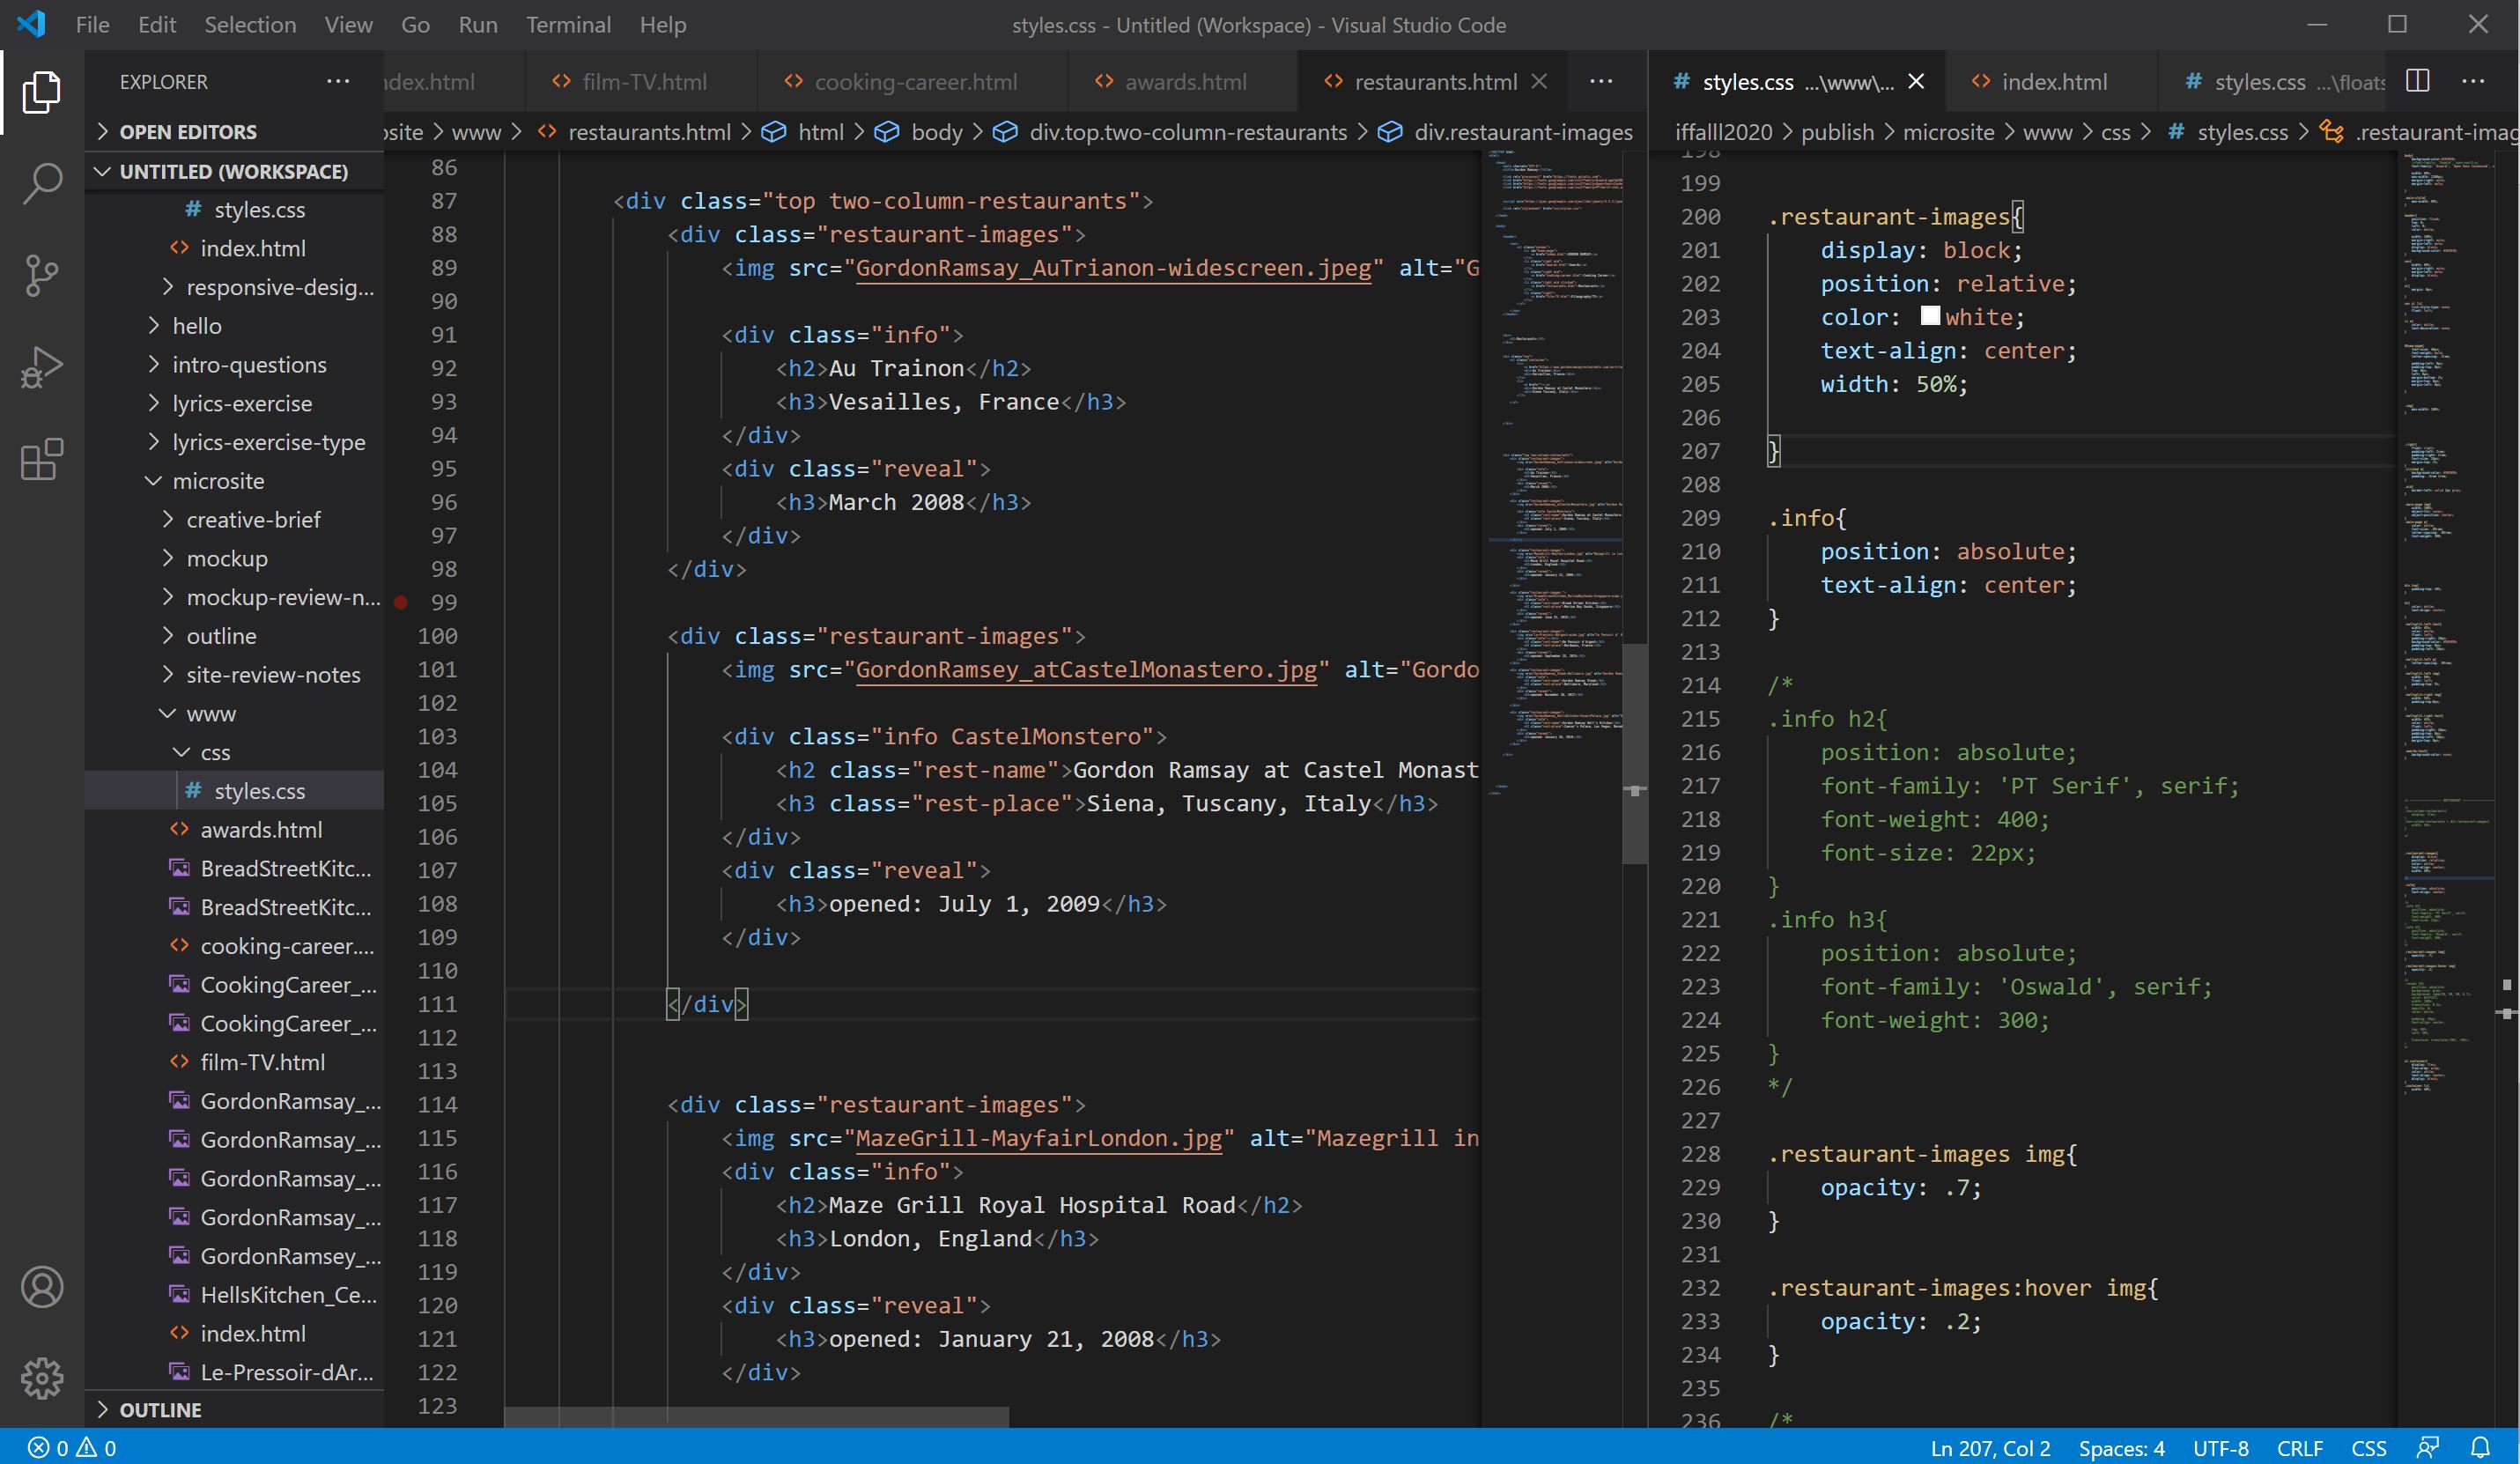 File Edit Selection View Go Run Terminal Help
styles.css - Untitled (Workspace) - Visual Studio Code
EXPLORER
OPEN EDITORS
UNTITLED (WORKSPACE)
styles.css
index.html
responsive-desig...
hello
intro-questions
lyrics-exercise
lyrics-exercise-type
microsite
creative-brief
mockup
mockup-review-n...
outline
site-review-notes
www
css
styles.css
awards.html
BreadStreetKitc...
BreadStreetKitc...
cooking-career....
CookingCareer_...
CookingCareer_...
film-TV.html
GordonRamsay_...
GordonRamsay_...
GordonRamsay_...
GordonRamsay_...
GordonRamsey_...
HellsKitchen_Ce...
index.html
Le-Pressoir-dAr...
OUTLINE
ndex.html film-TV.html cooking-career.html awards.html restaurants.html
site > www > restaurants.html > html > body > div.top.two-column-restaurants > div.restaurant-images
86
87 <div class="top two-column-restaurants">
88 <div class="restaurant-images">
89 <img src="GordonRamsay_AuTrianon-widescreen.jpeg" alt="G
90
91 <div class="info">
92 <h2>Au Trainon</h2>
93 <h3>Vesailles, France</h3>
94 </div>
95 <div class="reveal">
96 <h3>March 2008</h3>
97 </div>
98 </div>
99
100 <div class="restaurant-images">
101 <img src="GordonRamsey_atCastelMonastero.jpg" alt="Gordo
102
103 <div class="info CastelMonstero">
104 <h2 class="rest-name">Gordon Ramsay at Castel Monast
105 <h3 class="rest-place">Siena, Tuscany, Italy</h3>
106 </div>
107 <div class="reveal">
108 <h3>opened: July 1, 2009</h3>
109 </div>
110
111 </div>
112
113
114 <div class="restaurant-images">
115 <img src="MazeGrill-MayfairLondon.jpg" alt="Mazegrill in
116 <div class="info">
117 <h2>Maze Grill Royal Hospital Road</h2>
118 <h3>London, England</h3>
119 </div>
120 <div class="reveal">
121 <h3>opened: January 21, 2008</h3>
122 </div>
123
styles.css ...\www\... index.html styles.css ...\floats
iffalll2020 > publish > microsite > www > css > styles.css > .restaurant-imag
198
199
200 .restaurant-images{
201 display: block;
202 position: relative;
203 color: white;
204 text-align: center;
205 width: 50%;
206
207 }
208
209 .info{
210 position: absolute;
211 text-align: center;
212 }
213
214 /*
215 .info h2{
216 position: absolute;
217 font-family: 'PT Serif', serif;
218 font-weight: 400;
219 font-size: 22px;
220 }
221 .info h3{
222 position: absolute;
223 font-family: 'Oswald', serif;
224 font-weight: 300;
225 }
226 */
227
228 .restaurant-images img{
229 opacity: .7;
230 }
231
232 .restaurant-images:hover img{
233 opacity: .2;
234 }
235
236 /*
0 0
Ln 207, Col 2 Spaces: 4 UTF-8 CRLF CSS